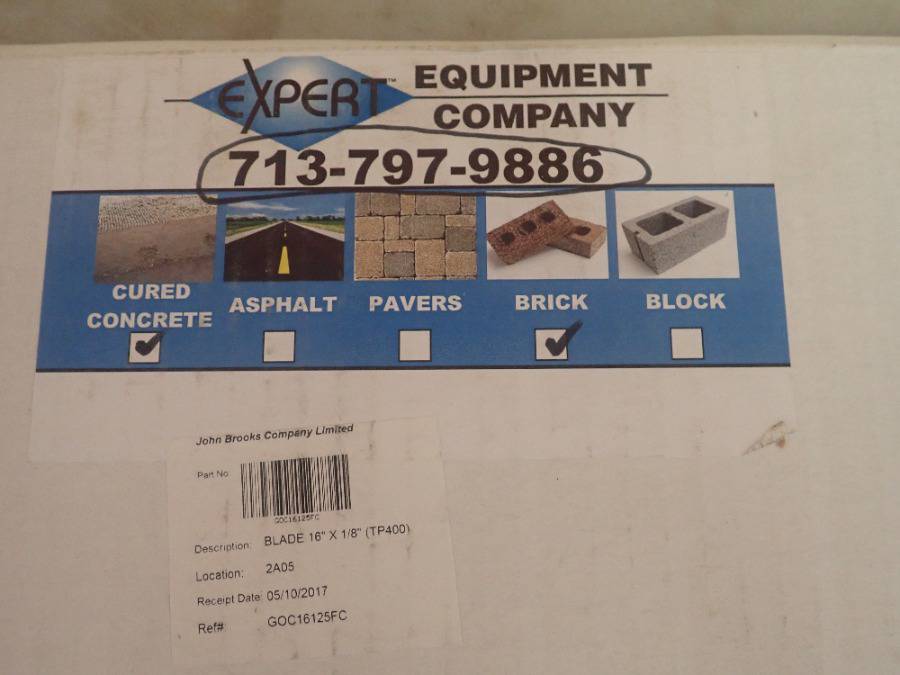 EXPERT™ EQUIPMENT
COMPANY
713-797-9886
CURED
CONCRETE
ASPHALT
PAVERS
BRICK
BLOCK
John Brooks Company Limited
Part No:
GOC16125FC
Description: BLADE 16" X 1/8" (TP400)
Location: 2A05
Receipt Date: 05/10/2017
Ref#: GOC16125FC